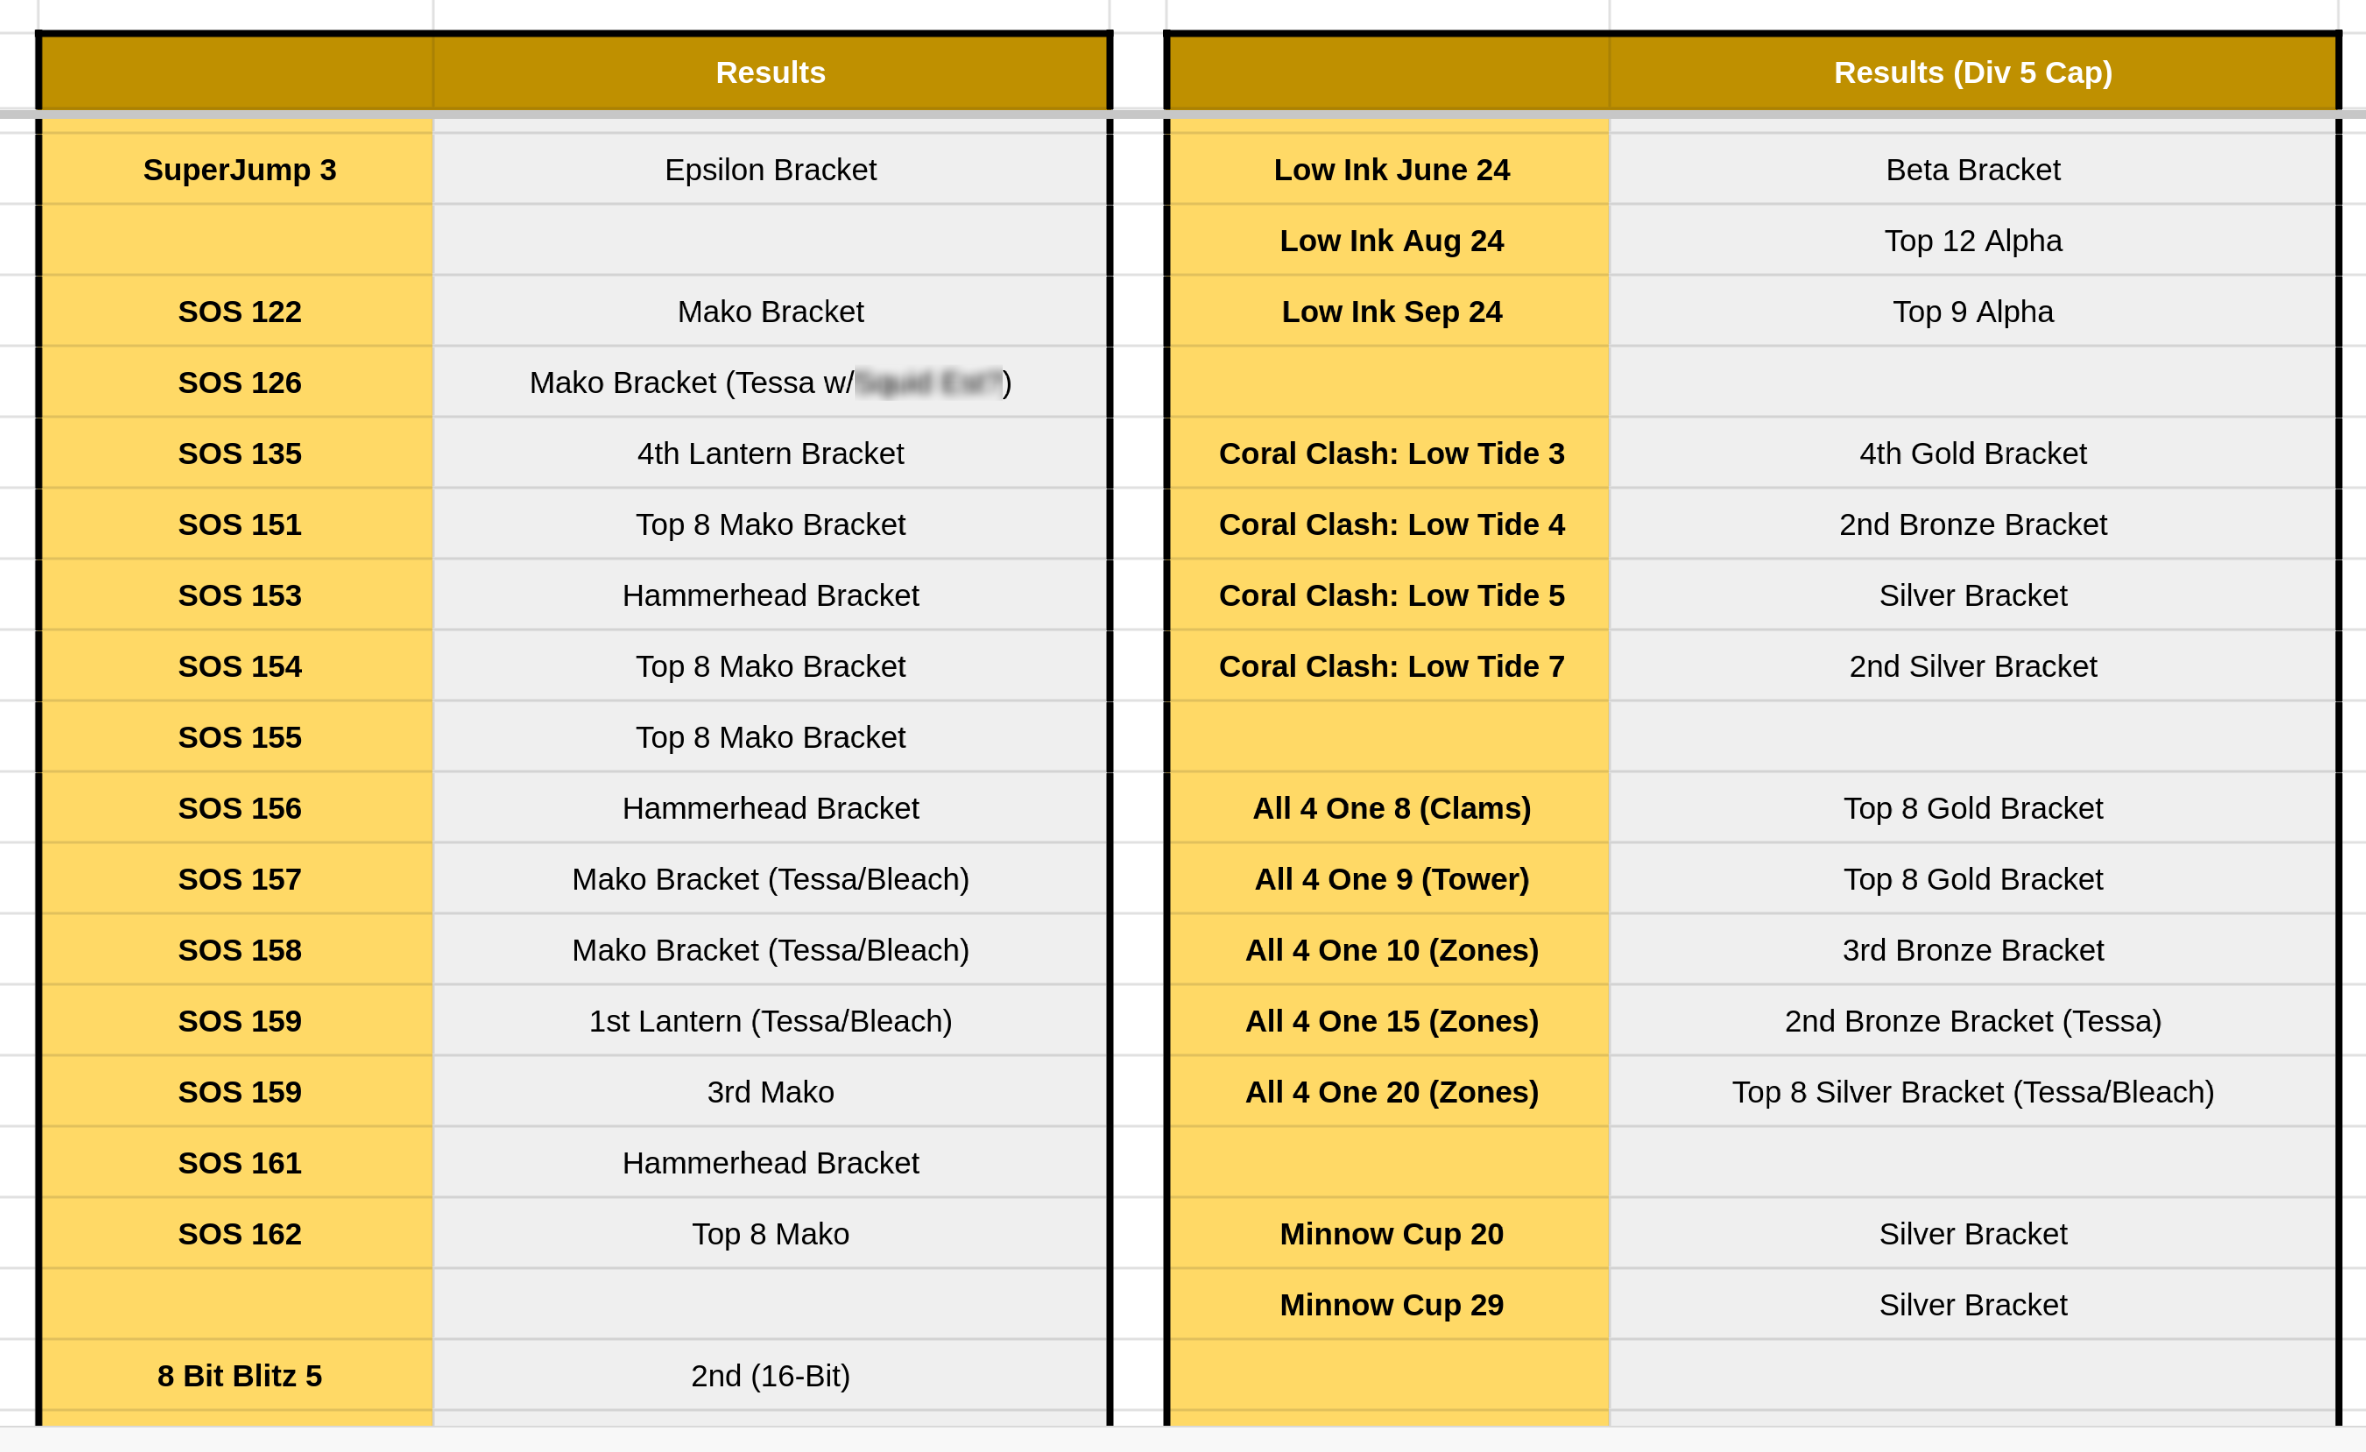 Results
SuperJump 3 Epsilon Bracket
SOS 122 Mako Bracket
SOS 126 Mako Bracket (Tessa w/ )
SOS 135 4th Lantern Bracket
SOS 151 Top 8 Mako Bracket
SOS 153 Hammerhead Bracket
SOS 154 Top 8 Mako Bracket
SOS 155 Top 8 Mako Bracket
SOS 156 Hammerhead Bracket
SOS 157 Mako Bracket (Tessa/Bleach)
SOS 158 Mako Bracket (Tessa/Bleach)
SOS 159 1st Lantern (Tessa/Bleach)
SOS 159 3rd Mako
SOS 161 Hammerhead Bracket
SOS 162 Top 8 Mako
8 Bit Blitz 5 2nd (16-Bit)
Results (Div 5 Cap)
Low Ink June 24 Beta Bracket
Low Ink Aug 24 Top 12 Alpha
Low Ink Sep 24 Top 9 Alpha
Coral Clash: Low Tide 3 4th Gold Bracket
Coral Clash: Low Tide 4 2nd Bronze Bracket
Coral Clash: Low Tide 5 Silver Bracket
Coral Clash: Low Tide 7 2nd Silver Bracket
All 4 One 8 (Clams) Top 8 Gold Bracket
All 4 One 9 (Tower) Top 8 Gold Bracket
All 4 One 10 (Zones) 3rd Bronze Bracket
All 4 One 15 (Zones) 2nd Bronze Bracket (Tessa)
All 4 One 20 (Zones) Top 8 Silver Bracket (Tessa/Bleach)
Minnow Cup 20 Silver Bracket
Minnow Cup 29 Silver Bracket